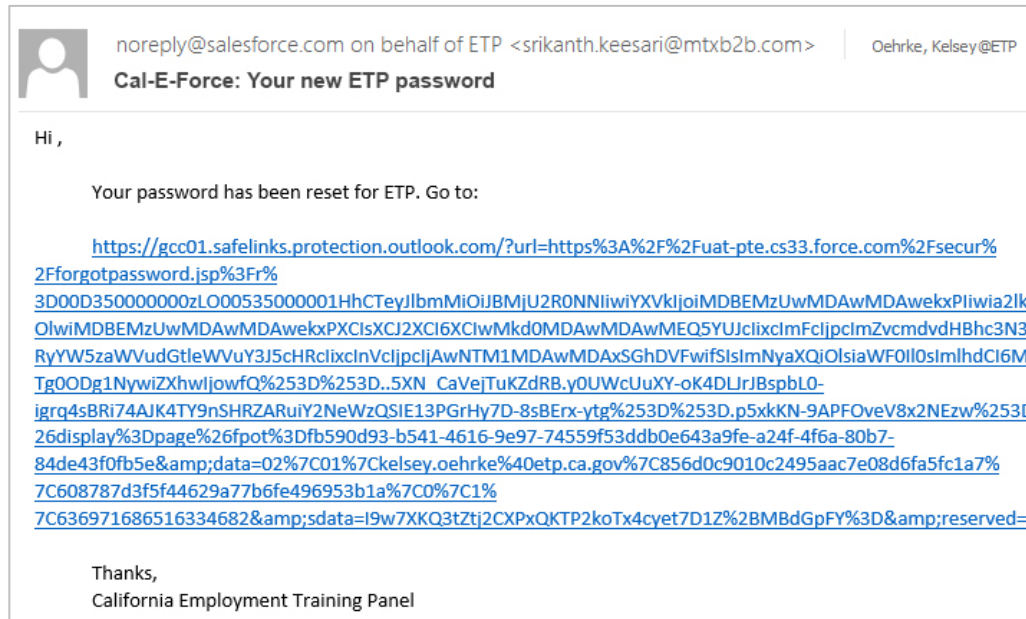 noreply@salesforce.com on behalf of ETP <srikanth.keesari@mtxb2b.com>
Oehrke, Kelsey@ETP
Cal-E-Force: Your new ETP password
Hi ,
Your password has been reset for ETP. Go to:
https://gcc01.safelinks.protection.outlook.com/?url=https%3A%2F%2Fuat-pte.cs33.force.com%2Fsecur%
2Fforgotpassword.jsp%3Fr%
3D00D350000000zLO00535000001HhCTeyJlbmMiOiJBMjU2R0NNIiwiYXVkIjoiMDBEMzUwMDAwMDAwekxPIiwia2lk
OlwiMDBEMzUwMDAwMDAwekxPXCIsXCJ2XCI6XCIwMkd0MDAwMDAwMEQ5YUJcIixcImFcIjpcImZvcmdvdHBhc3N3
RyYW5zaWVudGtleWVuY3J5cHRcIixcInVcIjpcIjAwNTM1MDAwMDAxSGhDVFwifSIsImNyaXQiOlsiaWF0Il0sImlhdCI6M
Tg0ODg1NywiZXhwIjowfQ%253D%253D..5XN_CaVejTuKZdRB.y0UWcUuXY-oK4DLJrJBspbL0-
igrq4sBRi74AJK4TY9nSHRZARuiY2NeWzQSIE13PGrHy7D-8sBErx-ytg%253D%253D.p5xkKN-9APFOveV8x2NEzw%253D
26display%3Dpage%26fpot%3Dfb590d93-b541-4616-9e97-74559f53ddb0e643a9fe-a24f-4f6a-80b7-
84de43f0fb5e&amp;data=02%7C01%7Ckelsey.oehrke%40etp.ca.gov%7C856d0c9010c2495aac7e08d6fa5fc1a7%
7C608787d3f5f44629a77b6fe496953b1a%7C0%7C1%
7C636971686516334682&amp;sdata=I9w7XKQ3tZtj2CXPxQKTP2koTx4cyet7D1Z%2BMBdGpFY%3D&amp;reserved=
Thanks,
California Employment Training Panel